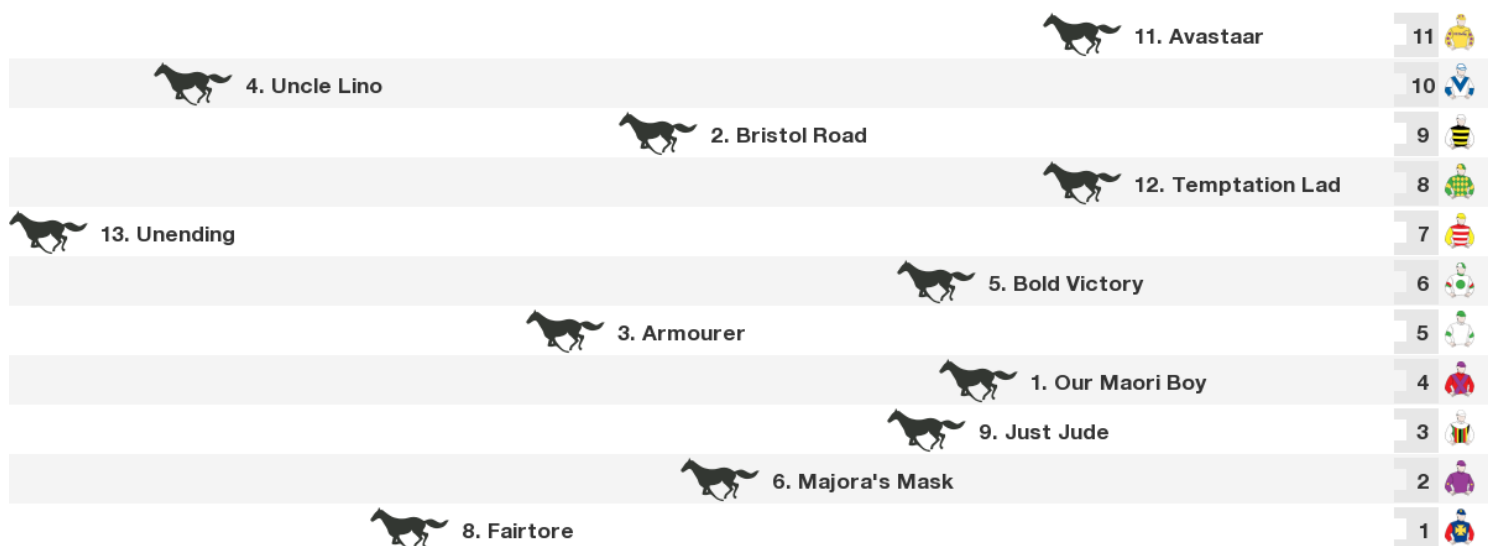 11. Avastaar 11
4. Uncle Lino 10
2. Bristol Road 9
12. Temptation Lad 8
13. Unending 7
5. Bold Victory 6
3. Armourer 5
1. Our Maori Boy 4
9. Just Jude 3
6. Majora's Mask 2
8. Fairtore 1